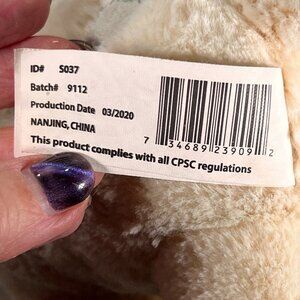 ID# S037
Batch# 9112
Production Date 03/2020
NANJING, CHINA
This product complies with all CPSC regulations
7 34689 23909 2